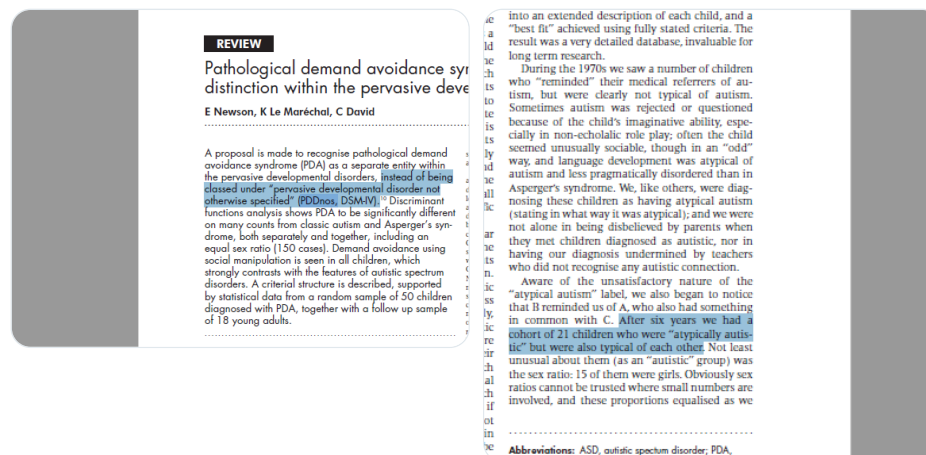 REVIEW
Pathological demand avoidance syn
distinction within the pervasive deve
E Newson, K Le Maréchal, C David
A proposal is made to recognise pathological demand
avoidance syndrome (PDA) as a separate entity within
the pervasive developmental disorders, instead of being
classed under "pervasive developmental disorder not
otherwise specified" (PDDnos, DSM-IV). Discriminant
functions analysis shows PDA to be significantly different
on many counts from classic autism and Asperger's syn-
drome, both separately and together, including an
equal sex ratio (150 cases). Demand avoidance using
social manipulation is seen in all children, which
strongly contrasts with the features of autistic spectrum
disorders. A criterial structure is described, supported
by statistical data from a random sample of 50 children
diagnosed with PDA, together with a follow up sample
of 18 young adults.
into an extended description of each child, and a
"best fit" achieved using fully stated criteria. The
result was a very detailed database, invaluable for
long term research.
During the 1970s we saw a number of children
who "reminded" their medical referrers of au-
tism, but were clearly not typical of autism.
Sometimes autism was rejected or questioned
because of the child's imaginative ability, espe-
cially in non-echolalic role play; often the child
seemed unusually sociable, though in an "odd"
way, and language development was atypical of
autism and less pragmatically disordered than in
Asperger's syndrome. We, like others, were diag-
nosing these children as having atypical autism
(stating in what way it was atypical); and we were
not alone in being disbelieved by parents when
they met children diagnosed as autistic, nor in
having our diagnosis undermined by teachers
who did not recognise any autistic connection.
Aware of the unsatisfactory nature of the
"atypical autism" label, we also began to notice
that B reminded us of A, who also had something
in common with C. After six years we had a
cohort of 21 children who were "atypically autis-
tic" but were also typical of each other. Not least
unusual about them (as an "autistic" group) was
the sex ratio: 15 of them were girls. Obviously sex
ratios cannot be trusted where small numbers are
involved, and these proportions equalised as we
Abbreviations: ASD, autistic spectrum disorder; PDA,